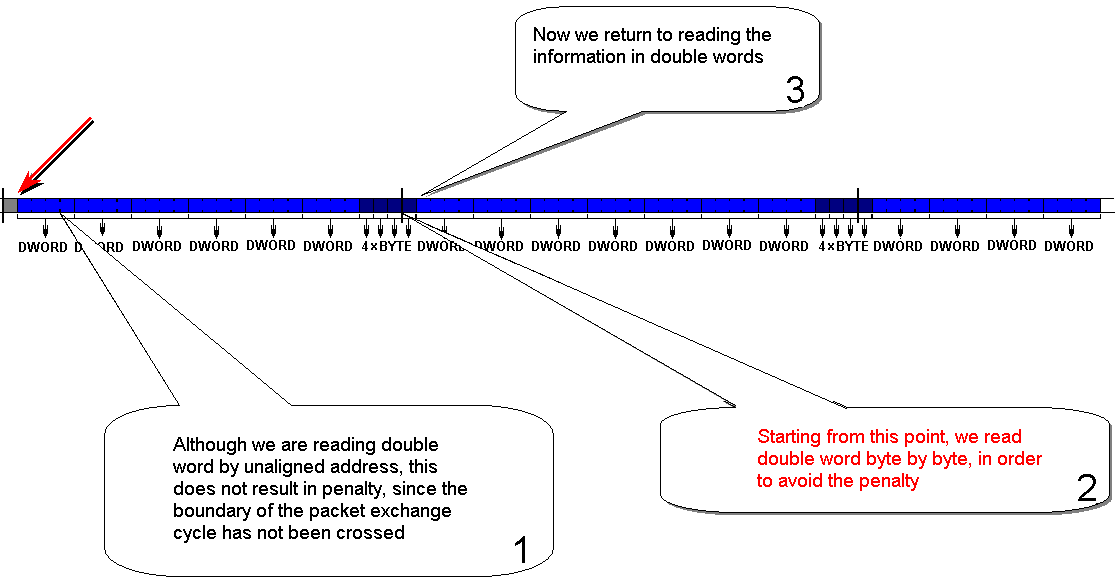 Now we return to reading the
information in double words
3
DWORD DWORD DWORD DWORD DWORD DWORD 4×BYTE DWORD DWORD DWORD DWORD DWORD DWORD DWORD 4×BYTE DWORD DWORD DWORD DWORD
Although we are reading double
word by unaligned address, this
does not result in penalty, since the
boundary of the packet exchange
cycle has not been crossed
1
Starting from this point, we read
double word byte by byte, in order
to avoid the penalty
2